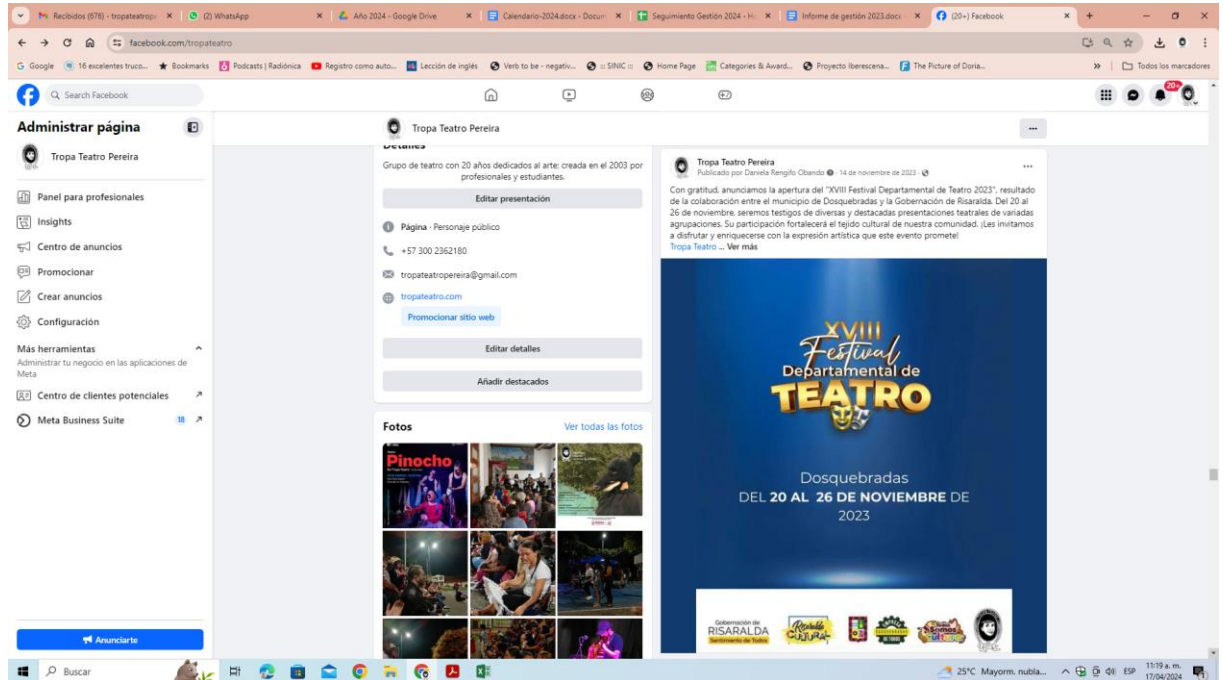 Recibidos (678) - tropateatrop
(2) WhatsApp
Año 2024 - Google Drive
Calendario-2024.docx - Docum
Seguimiento Gestión 2024 - H
Informe de gestión 2023.docx
(20+) Facebook
facebook.com/tropateatro
Google
16 excelentes truco...
Bookmarks
Podcasts | Radiónica
Registro como auto...
Lección de inglés
Verb to be - negativ...
::: SINIC :::
Home Page
Categories & Award...
Proyecto Iberescena...
The Picture of Doria...
»
Todos los marcadores
Search Facebook
20+
Administrar página
Tropa Teatro Pereira
Panel para profesionales
Insights
Centro de anuncios
Promocionar
Crear anuncios
Configuración
Más herramientas
Administrar tu negocio en las aplicaciones de
Meta
Centro de clientes potenciales
Meta Business Suite
18
Anunciarte
Tropa Teatro Pereira
Detalles
Grupo de teatro con 20 años dedicados al arte: creada en el 2003 por
profesionales y estudiantes.
Editar presentación
Página · Personaje público
+57 300 2362180
tropateatropereira@gmail.com
tropateatro.com
Promocionar sitio web
Editar detalles
Añadir destacados
Fotos
Ver todas las fotos
Pinocho
Tropa Teatro Pereira
Publicado por Daniela Rengifo Obando · 14 de noviembre de 2023 ·
Con gratitud, anunciamos la apertura del "XVIII Festival Departamental de Teatro 2023", resultado
de la colaboración entre el municipio de Dosquebradas y la Gobernación de Risaralda. Del 20 al
26 de noviembre, seremos testigos de diversas y destacadas presentaciones teatrales de variadas
agrupaciones. Su participación fortalecerá el tejido cultural de nuestra comunidad. ¡Les invitamos
a disfrutar y enriquecerse con la expresión artística que este evento promete!
Tropa Teatro ... Ver más
XVIII
Festival
Departamental de
TEATRO
Dosquebradas
DEL 20 AL 26 DE NOVIEMBRE DE
2023
Gobernación de
RISARALDA
Sentimiento de Todos
Risaralda
CULTURAL
Buscar
25°C Mayorm. nubla...
ESP
11:19 a. m.
17/04/2024